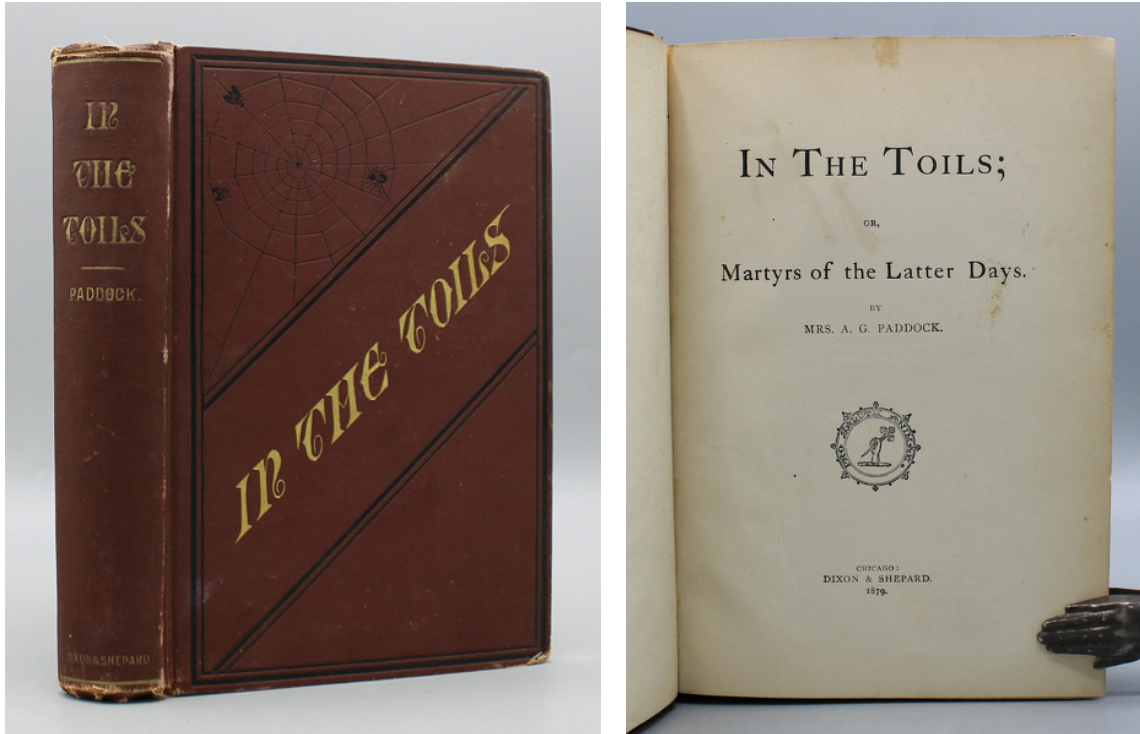 IN
THE
TOILS
PADDOCK.
DIXON & SHEPARD
IN THE TOILS
IN THE TOILS;
OR,
Martyrs of the Latter Days.
BY
MRS. A. G. PADDOCK.
CHICAGO:
DIXON & SHEPARD.
1879.